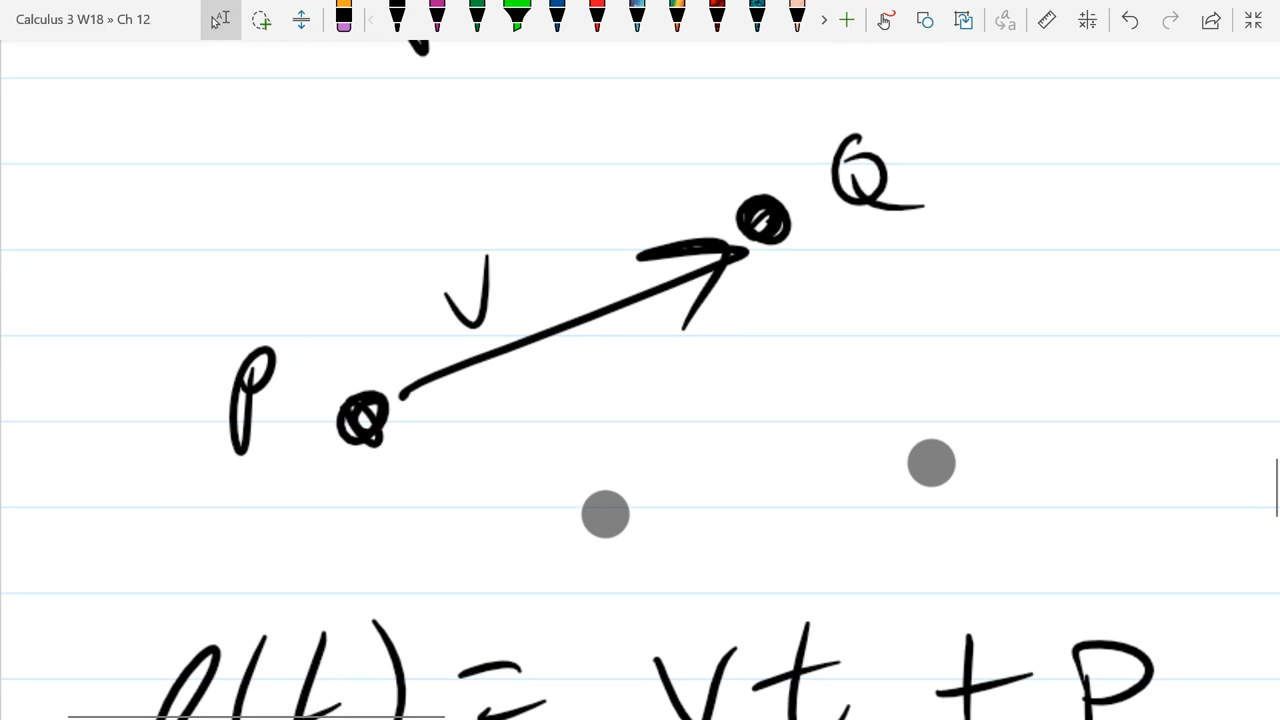 Calculus 3 W18 » Ch 12
Q
V
P
l(t) = vt + P